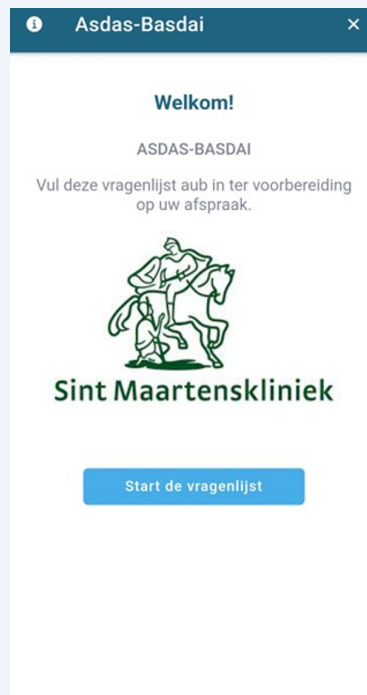 Asdas-Basdai
Welkom!
ASDAS-BASDAI
Vul deze vragenlijst aub in ter voorbereiding
op uw afspraak.
Sint Maartenskliniek
Start de vragenlijst